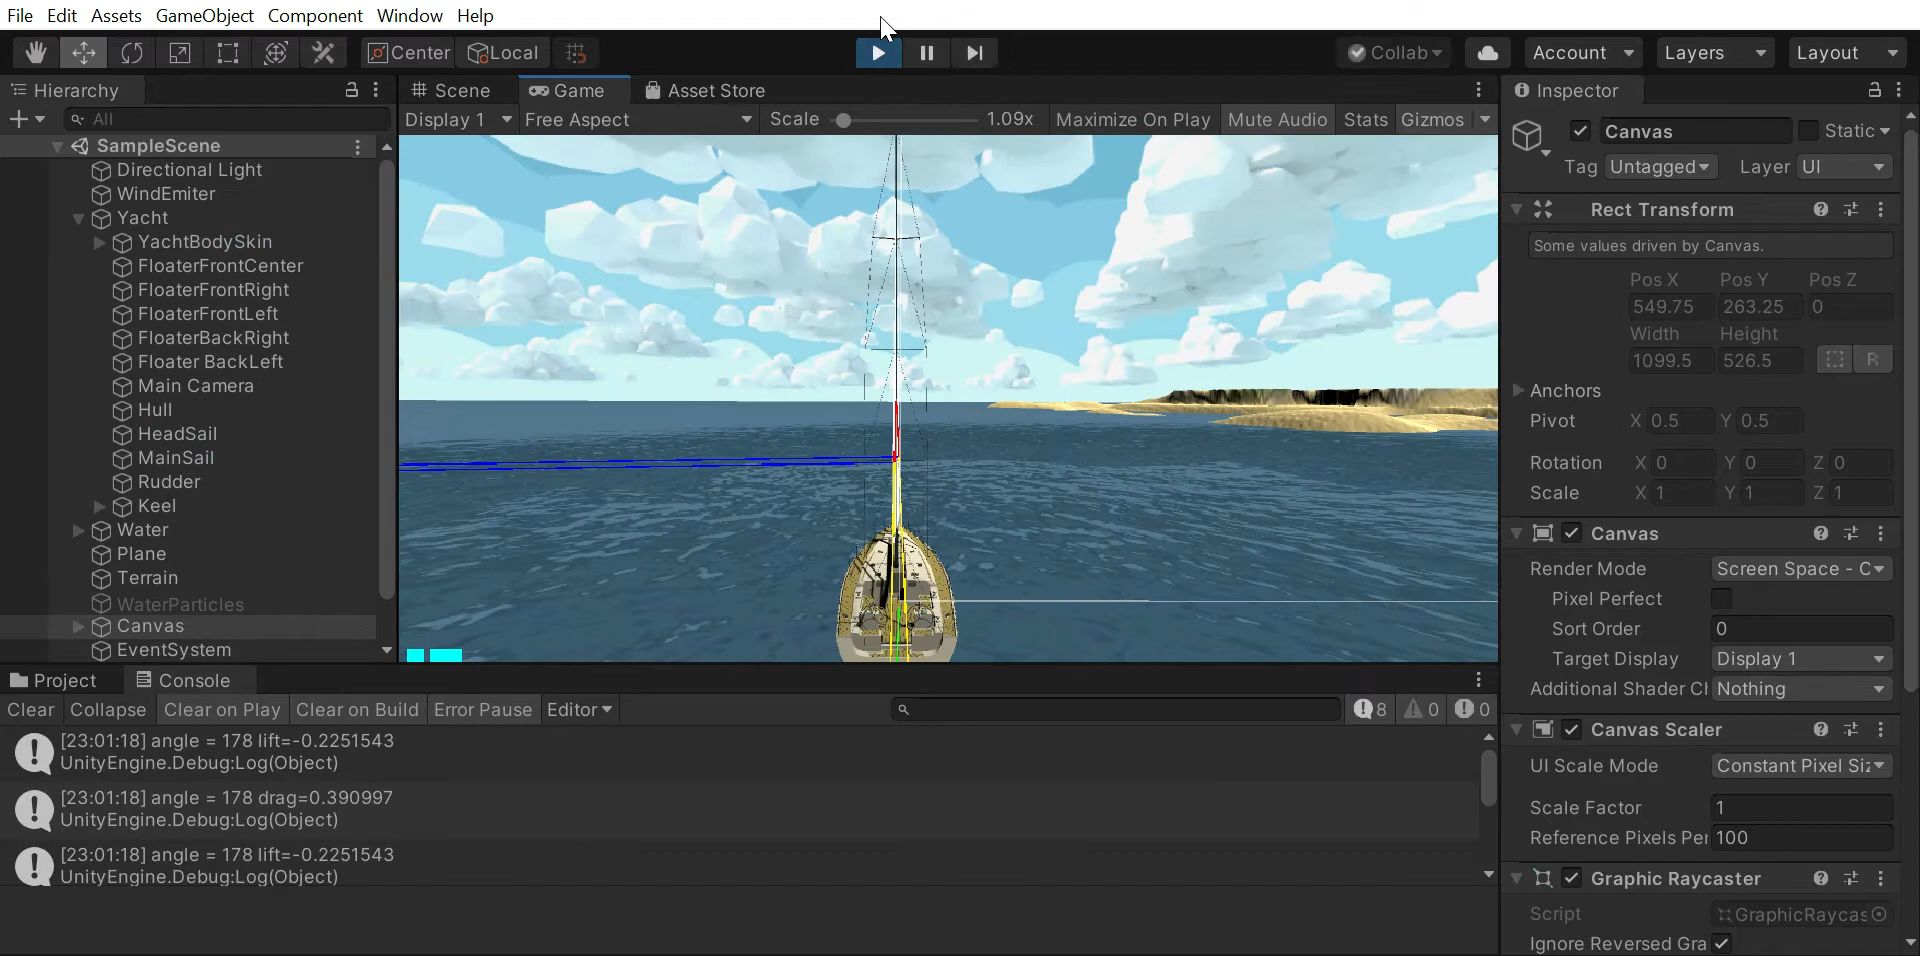 File Edit Assets GameObject Component Window Help
Center Local Collab Account Layers Layout
Hierarchy
All
SampleScene
Directional Light
WindEmiter
Yacht
YachtBodySkin
FloaterFrontCenter
FloaterFrontRight
FloaterFrontLeft
FloaterBackRight
Floater BackLeft
Main Camera
Hull
HeadSail
MainSail
Rudder
Keel
Water
Plane
Terrain
WaterParticles
Canvas
EventSystem
Scene Game Asset Store
Display 1 Free Aspect Scale 1.09x Maximize On Play Mute Audio Stats Gizmos
Project Console
Clear Collapse Clear on Play Clear on Build Error Pause Editor 8 0 0
[23:01:18] angle = 178 lift=-0.2251543
UnityEngine.Debug:Log(Object)
[23:01:18] angle = 178 drag=0.390997
UnityEngine.Debug:Log(Object)
[23:01:18] angle = 178 lift=-0.2251543
UnityEngine.Debug:Log(Object)
Inspector
Canvas Static
Tag Untagged Layer UI
Rect Transform
Some values driven by Canvas.
Pos X Pos Y Pos Z
549.75 263.25 0
Width Height
1099.5 526.5 R
Anchors
Pivot X 0.5 Y 0.5
Rotation X 0 Y 0 Z 0
Scale X 1 Y 1 Z 1
Canvas
Render Mode Screen Space - C
Pixel Perfect
Sort Order 0
Target Display Display 1
Additional Shader Cl Nothing
Canvas Scaler
UI Scale Mode Constant Pixel Siz
Scale Factor 1
Reference Pixels Per 100
Graphic Raycaster
Script GraphicRaycas
Ignore Reversed Gra